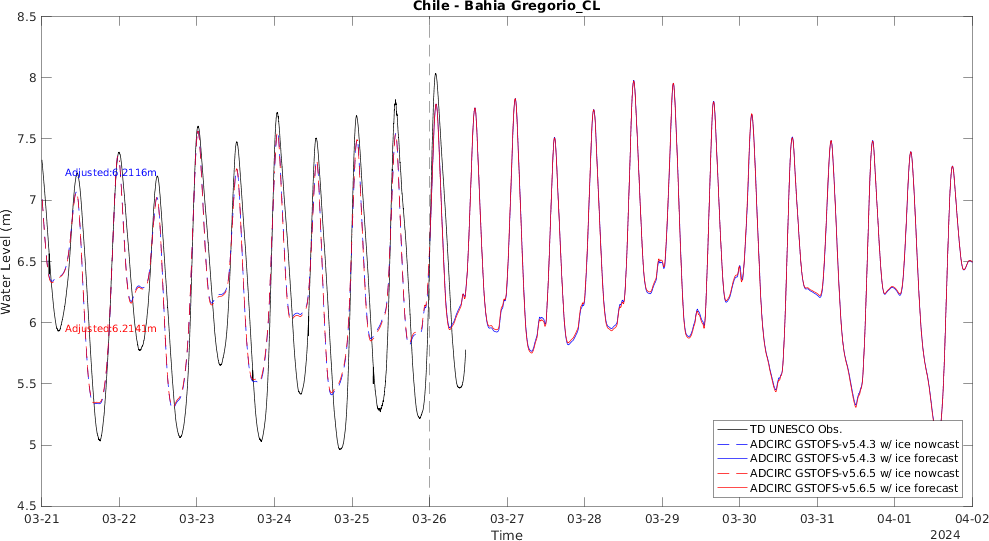 Chile - Bahia Gregorio_CL
8.5
8
7.5
7
6.5
6
5.5
5
4.5
Water Level (m)
Adjusted:6.2116m
Adjusted:6.2141m
TD UNESCO Obs.
ADCIRC GSTOFS-v5.4.3 w/ ice nowcast
ADCIRC GSTOFS-v5.4.3 w/ ice forecast
ADCIRC GSTOFS-v5.6.5 w/ ice nowcast
ADCIRC GSTOFS-v5.6.5 w/ ice forecast
03-21 03-22 03-23 03-24 03-25 03-26 03-27 03-28 03-29 03-30 03-31 04-01 04-02
Time
2024